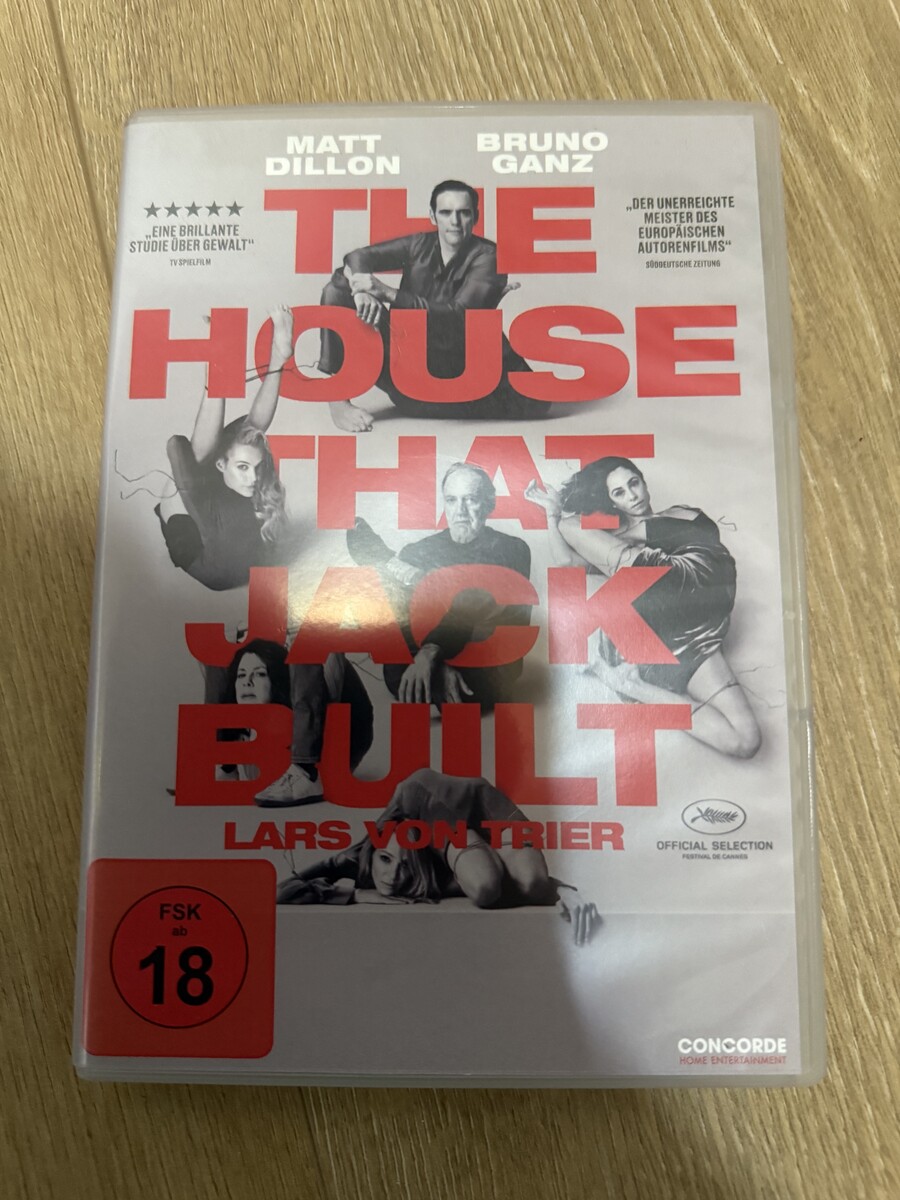 MATT
DILLON
BRUNO
GANZ
THE
HOUSE
THAT
JACK
BUILT
LARS VON TRIER
★★★★★
„EINE BRILLANTE
STUDIE ÜBER GEWALT“
TV SPIELFILM
„DER UNERREICHTE
MEISTER DES
EUROPÄISCHEN
AUTORENFILMS“
SÜDDEUTSCHE ZEITUNG
OFFICIAL SELECTION
FESTIVAL DE CANNES
FSK
ab
18
CONCORDE
HOME ENTERTAINMENT